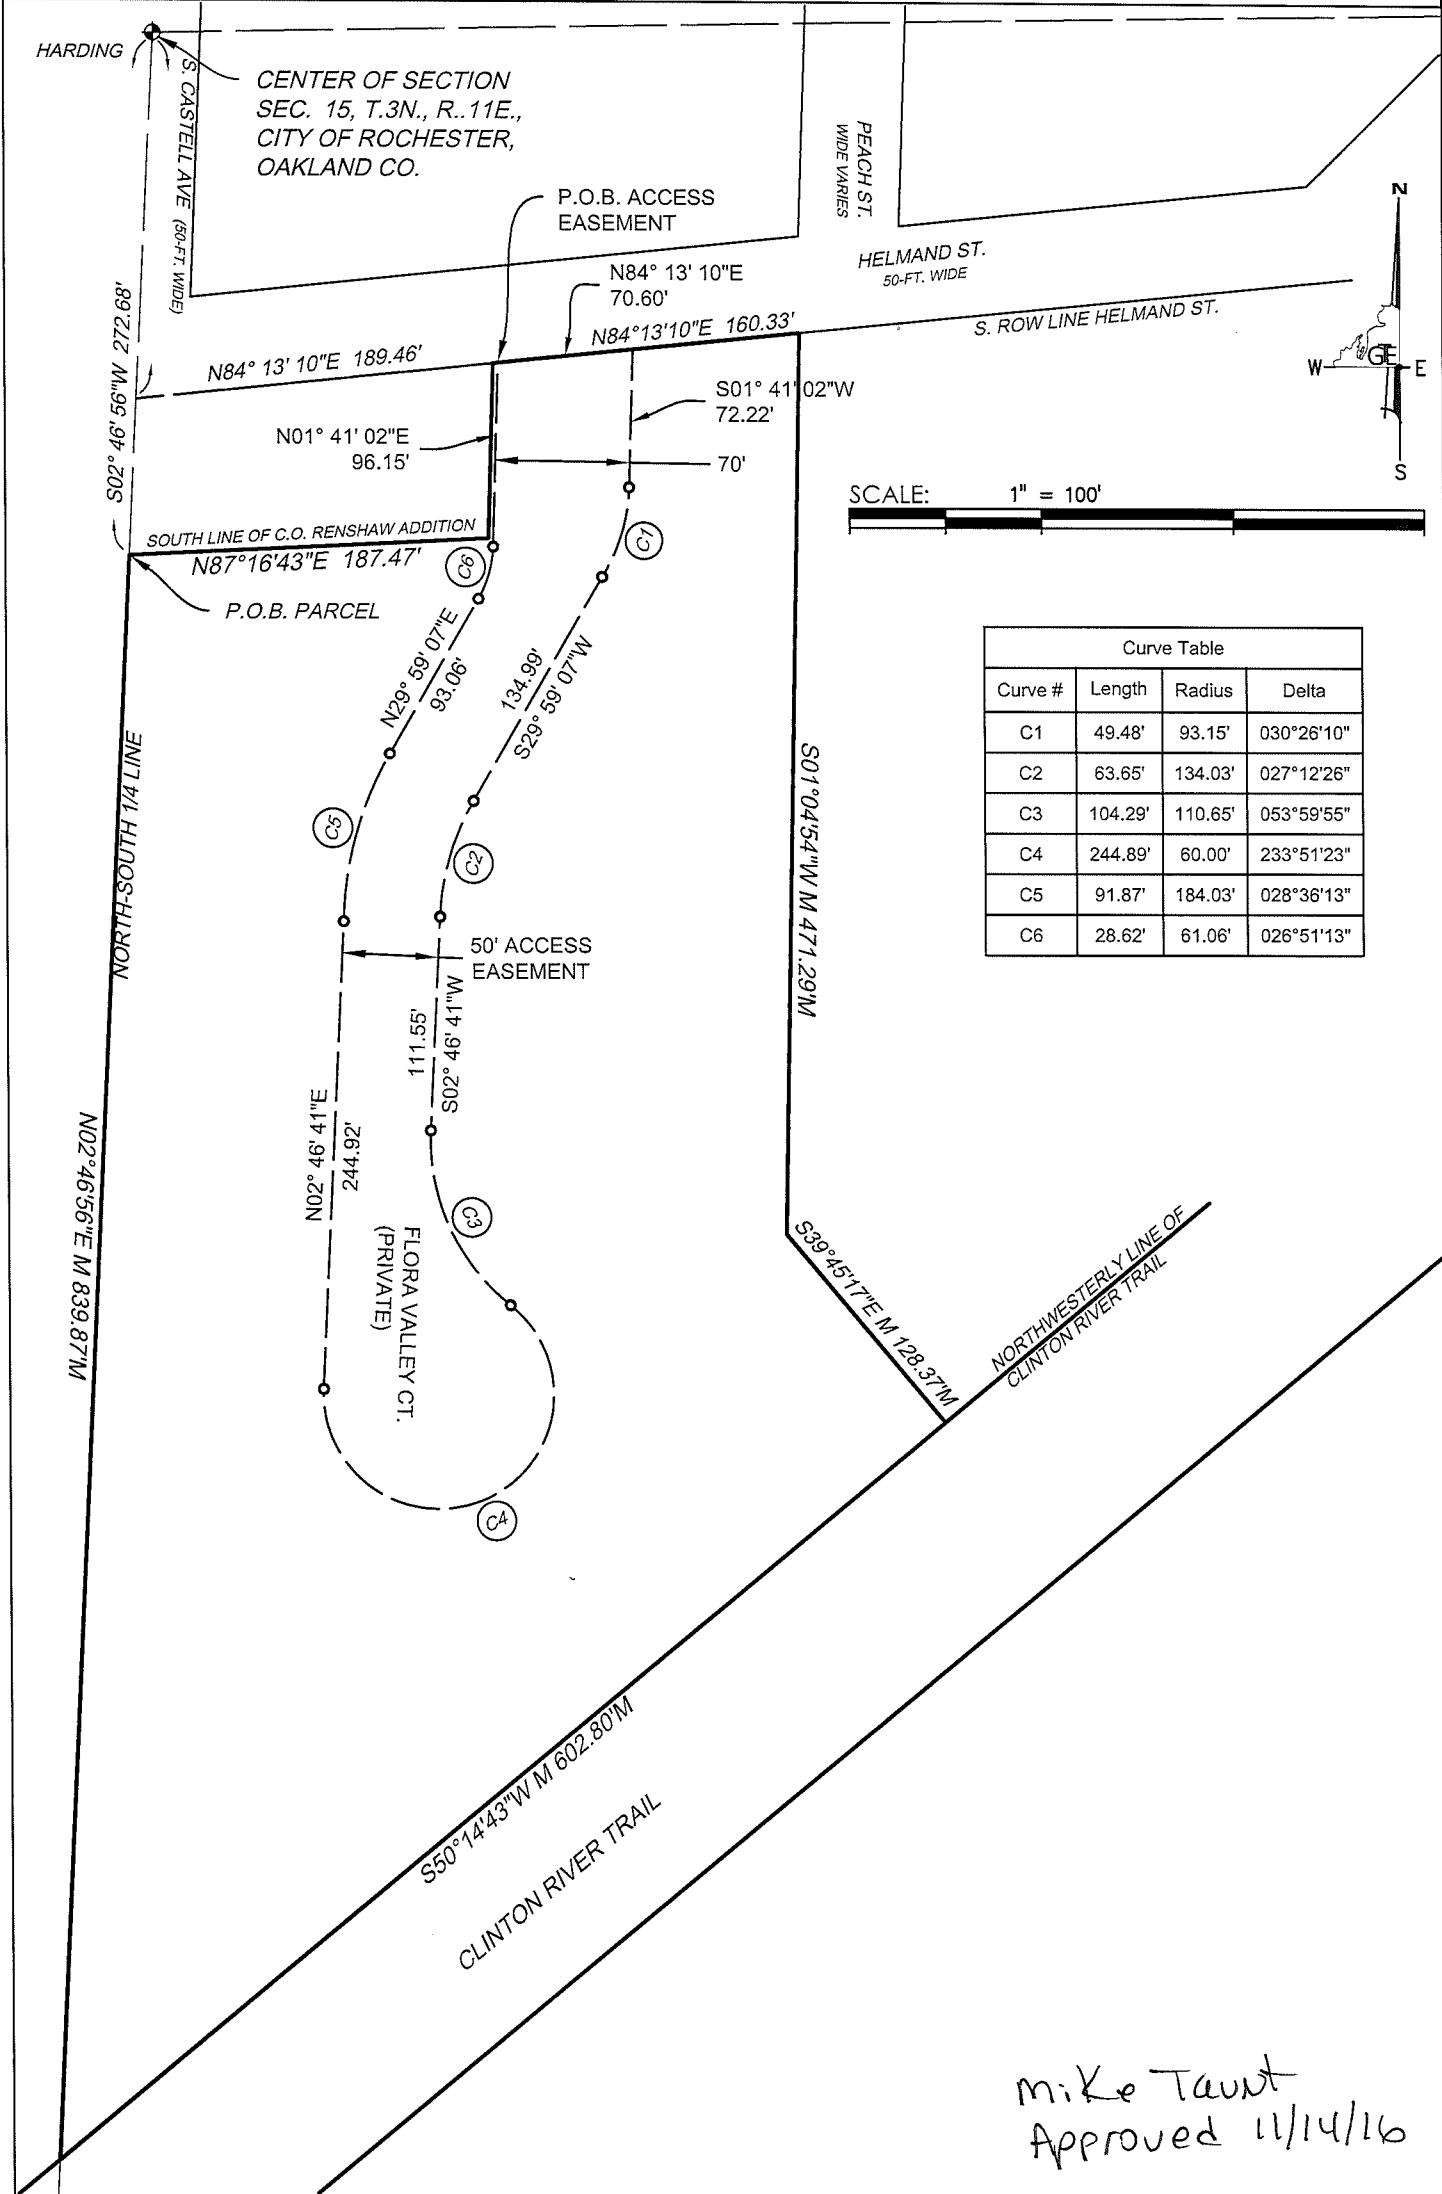 HARDING
S. CASTELL AVE (50-FT. WIDE)
CENTER OF SECTION
SEC. 15, T.3N., R..11E.,
CITY OF ROCHESTER,
OAKLAND CO.
P.O.B. ACCESS
EASEMENT
PEACH ST.
WIDE VARIES
HELMAND ST.
50-FT. WIDE
N
W
GE
E
S
N84° 13' 10"E
70.60'
N84°13'10"E 160.33'
S. ROW LINE HELMAND ST.
S02° 46' 56"W 272.68'
N84° 13' 10"E 189.46'
S01° 41' 02"W
72.22'
N01° 41' 02"E
96.15'
70'
SCALE: 1" = 100'
SOUTH LINE OF C.O. RENSHAW ADDITION
N87°16'43"E 187.47'
C6
C1
P.O.B. PARCEL
N29° 59' 07"E
93.06'
134.99'
S29° 59' 07"W
Curve Table
Curve # Length Radius Delta
C1 49.48' 93.15' 030°26'10"
C2 63.65' 134.03' 027°12'26"
C3 104.29' 110.65' 053°59'55"
C4 244.89' 60.00' 233°51'23"
C5 91.87' 184.03' 028°36'13"
C6 28.62' 61.06' 026°51'13"
NORTH-SOUTH 1/4 LINE
C5
C2
S01°04'54"W M 471.29'M
50' ACCESS
EASEMENT
111.55'
S02° 46' 41"W
N02° 46' 41"E
244.92'
N02°46'56"E M 839.87'M
C3
FLORA VALLEY CT.
(PRIVATE)
S39°45'17"E M 128.37'M
NORTHWESTERLY LINE OF
CLINTON RIVER TRAIL
C4
S50°14'43"W M 602.80'M
CLINTON RIVER TRAIL
Mike Taunt
Approved 11/14/16